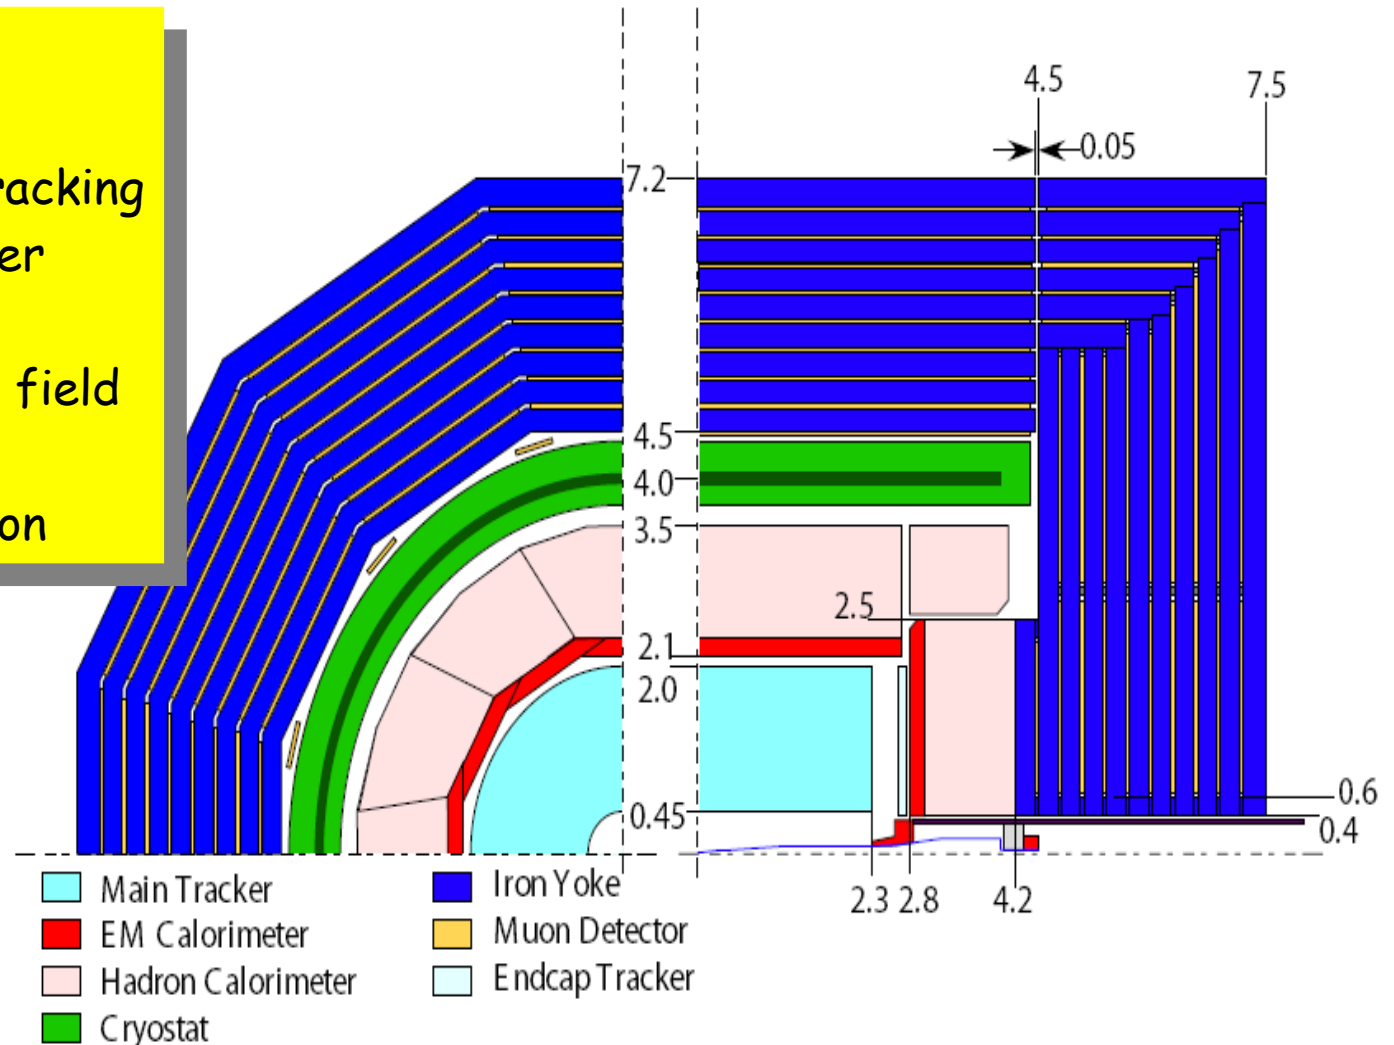 racking
er
field
on
4.5
7.5
0.05
7.2
4.5
4.0
3.5
2.5
2.1
2.0
0.45
0.6
0.4
2.3 2.8 4.2
Main Tracker
EM Calorimeter
Hadron Calorimeter
Cryostat
Iron Yoke
Muon Detector
Endcap Tracker